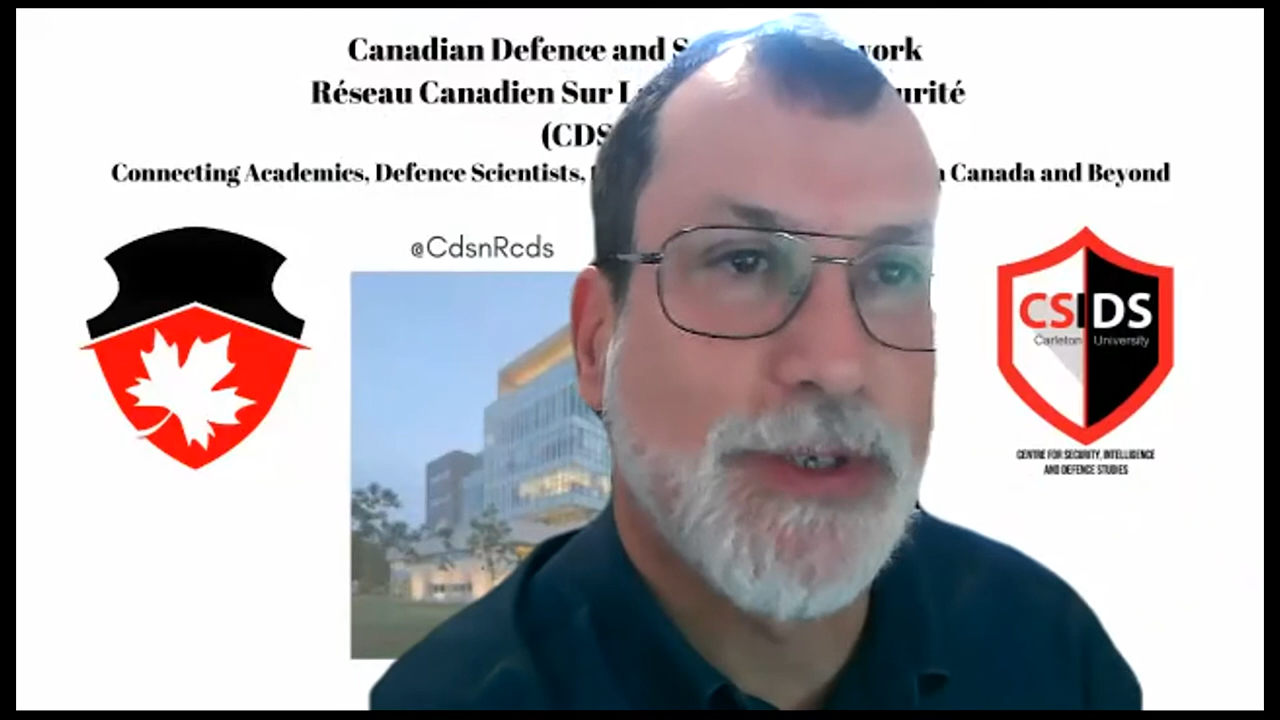 Canadian Defence and S work
Réseau Canadien Sur L urité
(CDS
Connecting Academics, Defence Scientists, Canada and Beyond
@CdsnRcds
CSIDS
Carleton University
CENTRE FOR SECURITY, INTELLIGENCE
AND DEFENCE STUDIES